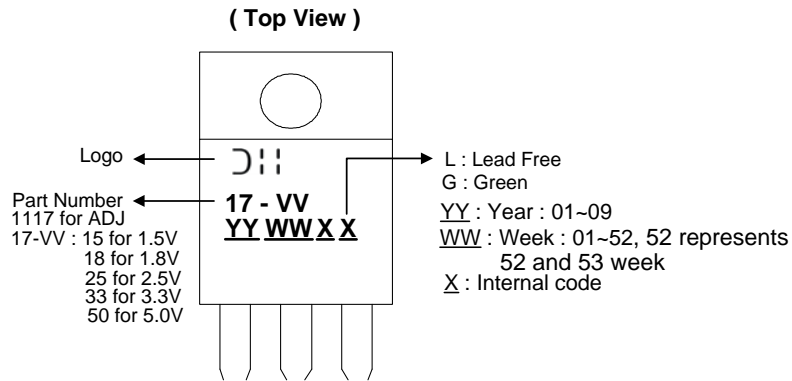 ( Top View )
Logo
Part Number
1117 for ADJ
17-VV : 15 for 1.5V
18 for 1.8V
25 for 2.5V
33 for 3.3V
50 for 5.0V
17 - VV
YY WW X X
L : Lead Free
G : Green
YY : Year : 01~09
WW : Week : 01~52, 52 represents
52 and 53 week
X : Internal code